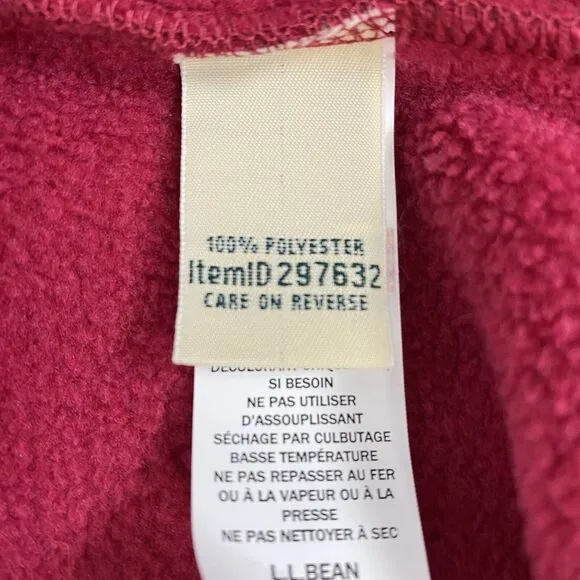 100% POLYESTER
ItemID 297632
CARE ON REVERSE
SI BESOIN
NE PAS UTILISER
D'ASSOUPLISSANT
SÉCHAGE PAR CULBUTAGE
BASSE TEMPÉRATURE
NE PAS REPASSER AU FER
OU À LA VAPEUR OU À LA
PRESSE
NE PAS NETTOYER À SEC
L.L.BEAN